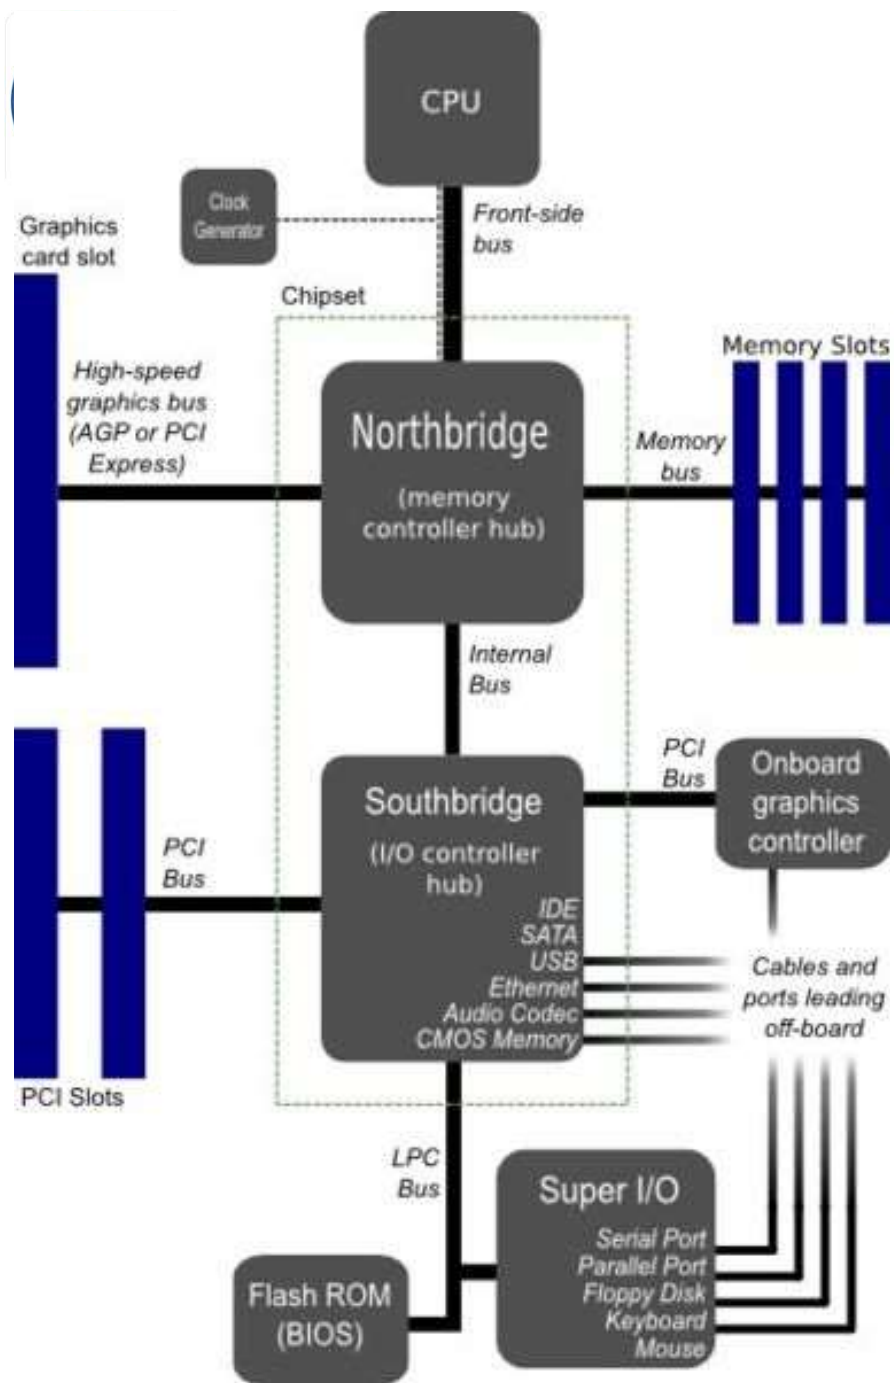 CPU
Clock
Generator
Front-side
bus
Graphics
card slot
Chipset
High-speed
graphics bus
(AGP or PCI
Express)
Northbridge
(memory
controller hub)
Memory Slots
Memory
bus
Internal
Bus
PCI
Bus
Onboard
graphics
controller
Southbridge
(I/O controller
hub)
PCI
Bus
IDE
SATA
USB
Ethernet
Audio Codec
CMOS Memory
Cables and
ports leading
off-board
PCI Slots
LPC
Bus
Super I/O
Serial Port
Parallel Port
Floppy Disk
Keyboard
Mouse
Flash ROM
(BIOS)